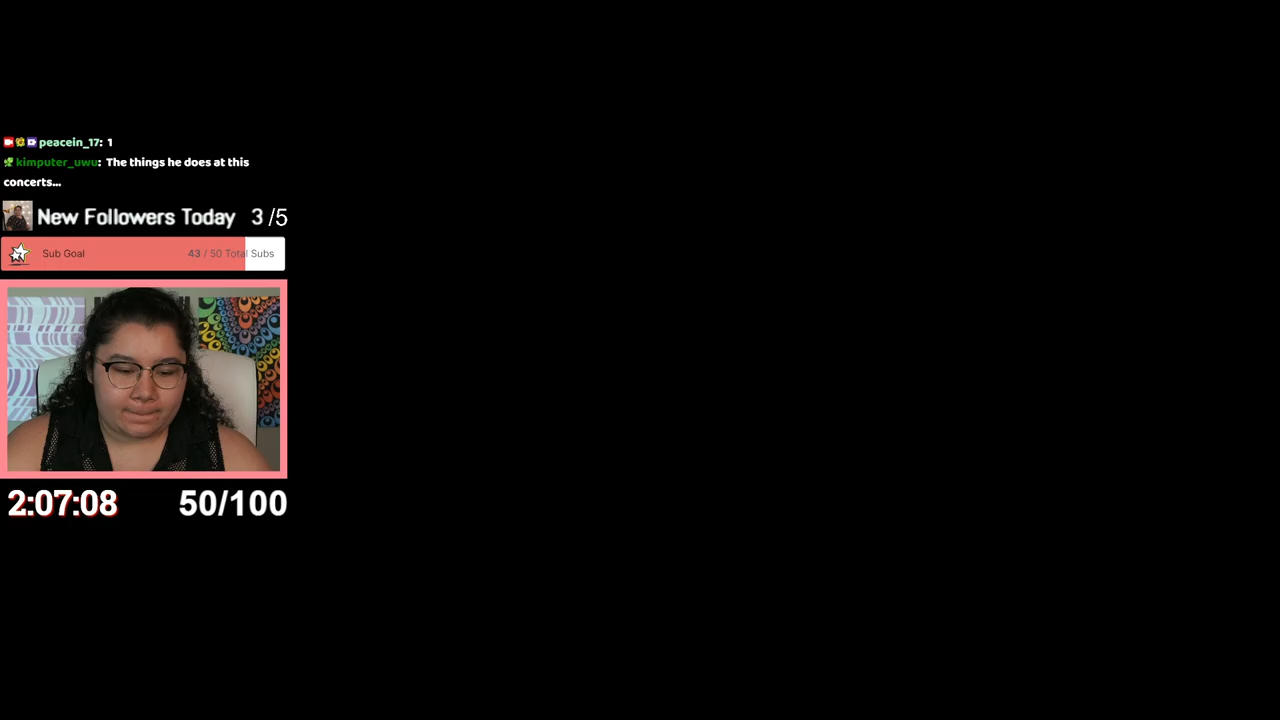 peacein_17: 1
kimputer_uwu: The things he does at this
concerts...
New Followers Today 3 /5
Sub Goal 43 / 50 Total Subs
2:07:08 50/100